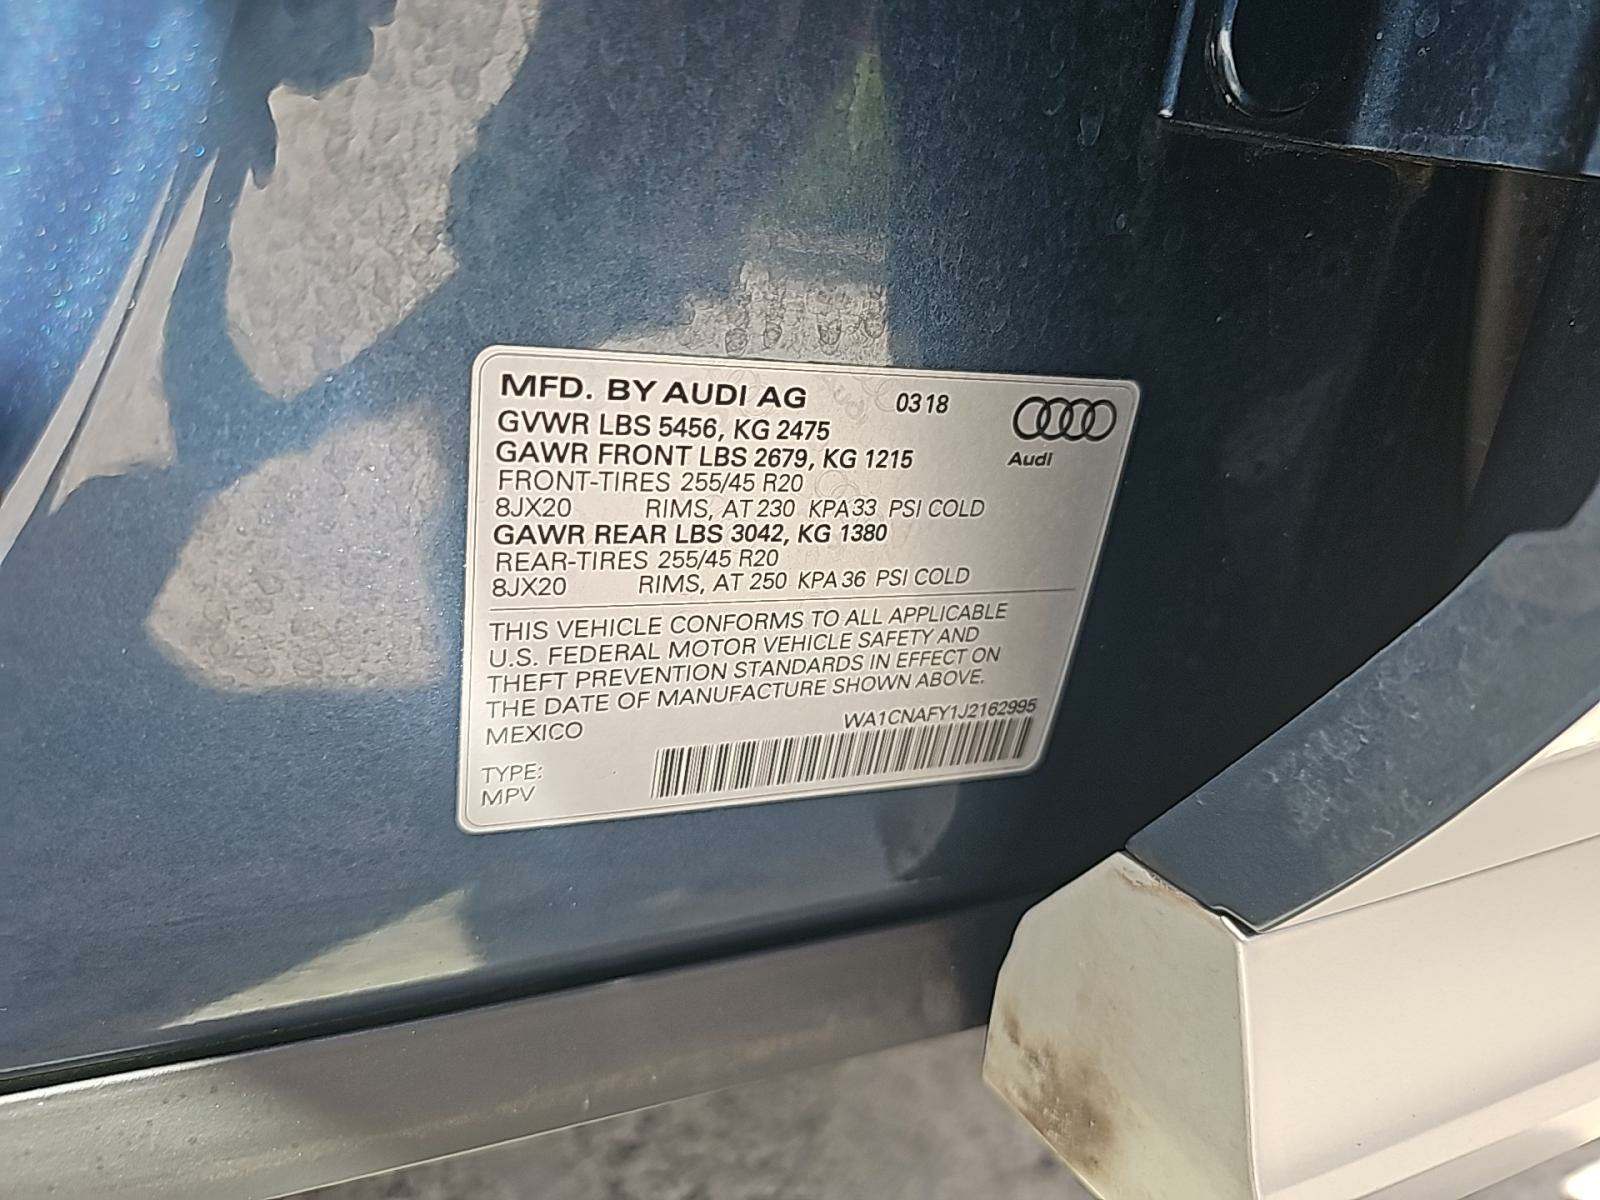 MFD. BY AUDI AG 0318
GVWR LBS 5456, KG 2475
GAWR FRONT LBS 2679, KG 1215
Audi
FRONT-TIRES 255/45 R20
8JX20 RIMS, AT 230 KPA 33 PSI COLD
GAWR REAR LBS 3042, KG 1380
REAR-TIRES 255/45 R20
8JX20 RIMS, AT 250 KPA 36 PSI COLD
THIS VEHICLE CONFORMS TO ALL APPLICABLE
U.S. FEDERAL MOTOR VEHICLE SAFETY AND
THEFT PREVENTION STANDARDS IN EFFECT ON
THE DATE OF MANUFACTURE SHOWN ABOVE.
MEXICO WA1CNAFY1J2162995
TYPE:
MPV